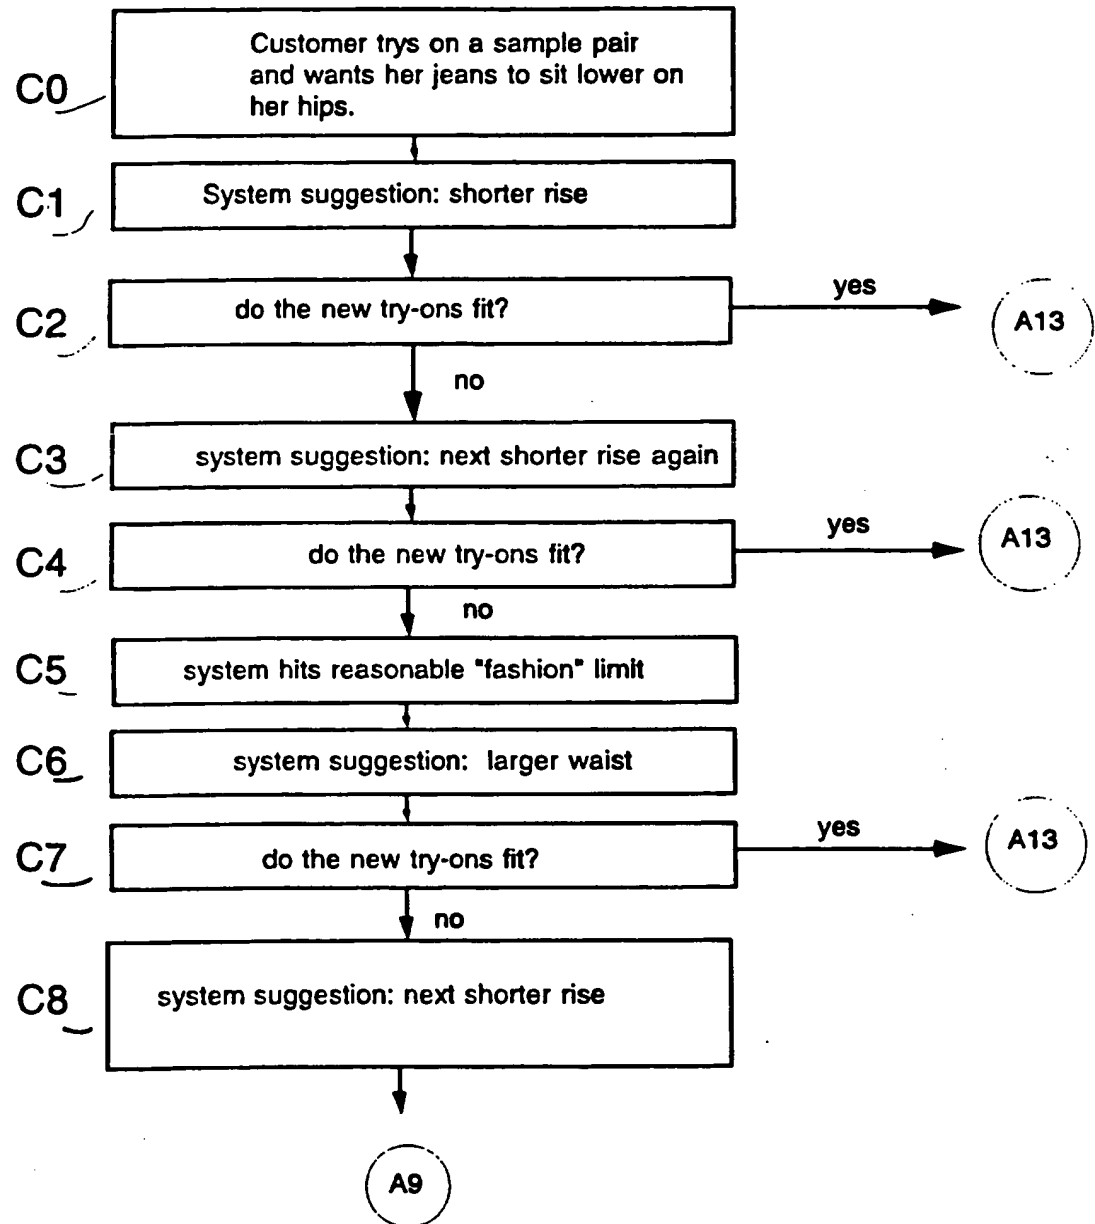 C0
Customer trys on a sample pair
and wants her jeans to sit lower on
her hips.
C1
System suggestion: shorter rise
C2
do the new try-ons fit?
yes
A13
no
C3
system suggestion: next shorter rise again
C4
do the new try-ons fit?
yes
A13
no
C5
system hits reasonable "fashion" limit
C6
system suggestion: larger waist
C7
do the new try-ons fit?
yes
A13
no
C8
system suggestion: next shorter rise
A9